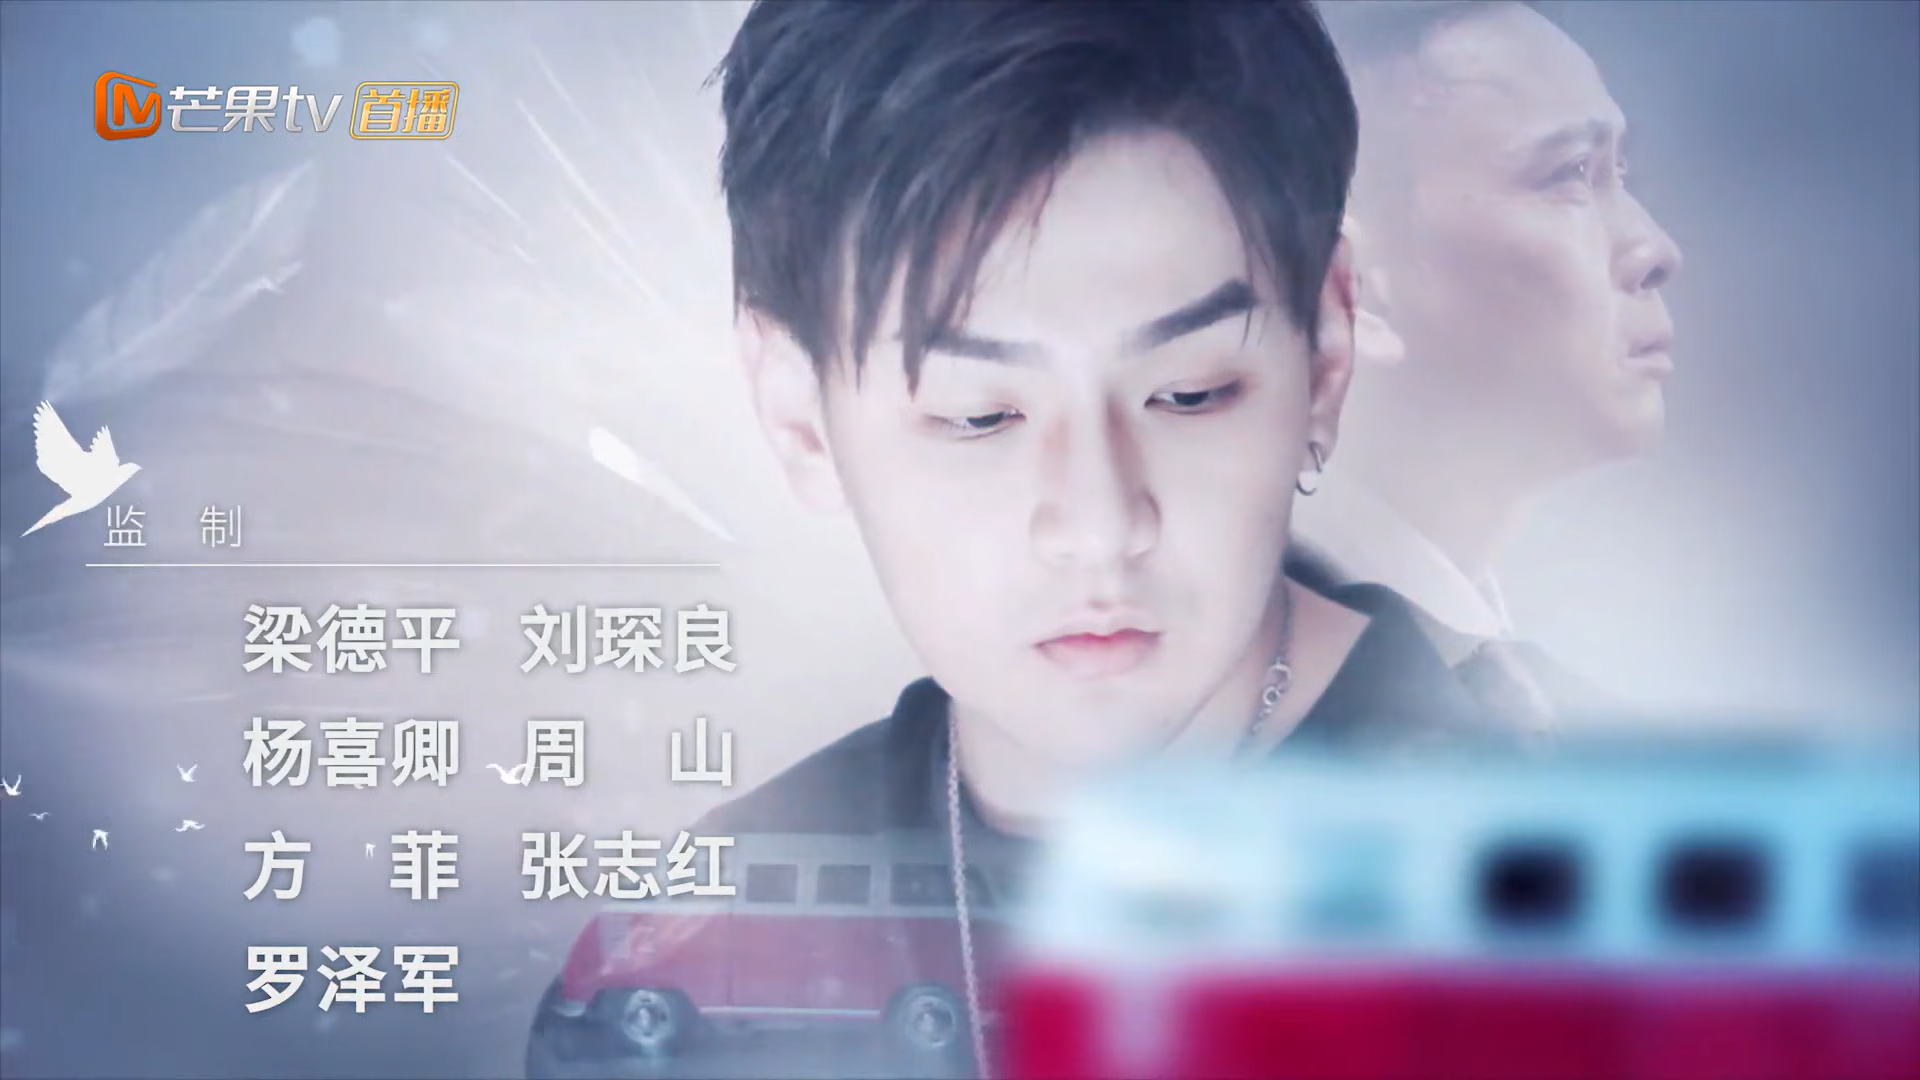 芒果tv 首播
监 制
梁德平 刘琛良
杨喜卿 周 山
方 菲 张志红
罗泽军